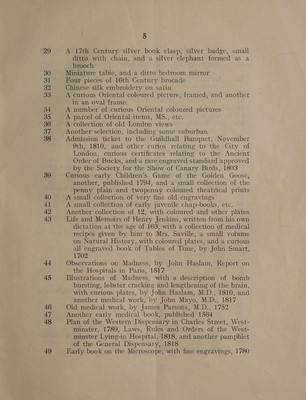 5
29 A 17th Century silver book clasp, silver badge, small
ditto with chain, and a silver elephant formed as a
brooch
30 Miniature table, and a ditto bedroom mirror
31 Four pieces of 16th Century brocade
32 Chinese silk embroidery on satin
33 A curious Oriental coloured picture, framed, and another
in an oval frame
34 A number of curious Oriental coloured pictures
35 A parcel of Oriental items, MS., etc.
36 A collection of old London views
37 Another selection, including some suburban
38 Admission ticket to the Guildhall Banquet, November
9th, 1810, and other curios relating to the City of
London, curious certificates relating to the Ancient
Order of Bucks, and a rare engraved standard approved
by the Society for the Show of Canary Birds, 1803
39 Curious early Children's Game of the Golden Goose,
another, published 1794, and a small collection of the
penny plain and twopenny coloured theatrical prints
40 A small collection of very fine old engravings
41 A small collection of early juvenile chap-books, etc.
42 Another collection of 12, with coloured and other plates
43 Life and Memoirs of Henry Jenkins, written from his own
dictation at the age of 163, with a collection of medical
recipes given by him to Mrs. Saville, a small volume
on Natural History, with coloured plates, and a curious
all engraved book of Tables of Time, by John Smart,
1702
44 Observations on Madness, by John Haslam, Report on
the Hospitals in Paris, 1817
45 Illustrations of Madness, with a description of bomb
bursting, lobster cracking and lengthening of the brain,
with curious plates, by John Haslam, M.D., 1810, and
another medical work, by John Mayo, M.D., 1817
46 Old medical work, by James Parsons, M.D., 1752
47 Another early medical book, published 1564
48 Plan of the Western Dispensary in Charles Street, West-
minster, 1789, Laws, Rules and Orders of the West-
minster Lying-in Hospital, 1818, and another pamphlet
of the General Dispensary, 1818
49 Early book on the Microscope, with fine engravings, 1780